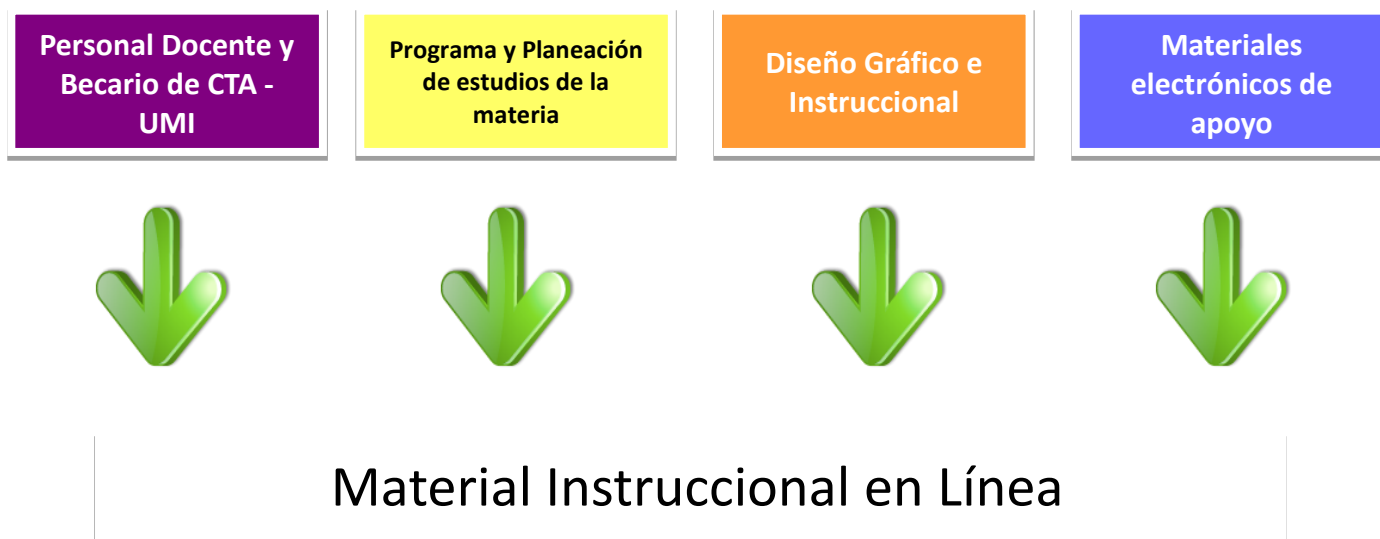 Personal Docente y
Becario de CTA -
UMI
Programa y Planeación
de estudios de la
materia
Diseño Gráfico e
Instruccional
Materiales
electrónicos de
apoyo
Material Instruccional en Línea